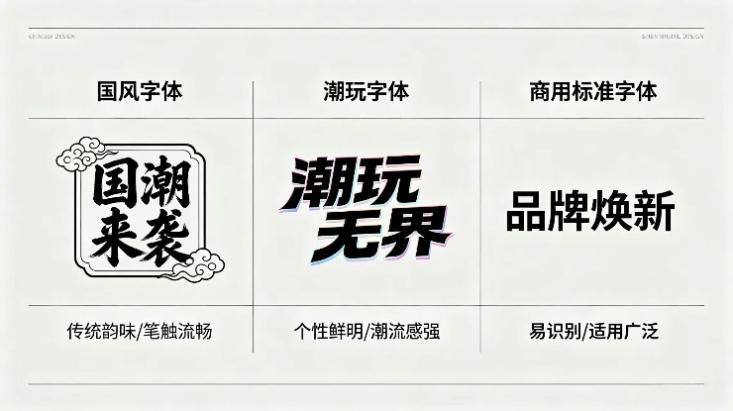 国风字体
潮玩字体
商用标准字体
国潮
来袭
潮玩
无界
品牌焕新
传统韵味/笔触流畅
个性鲜明/潮流感强
易识别/适用广泛